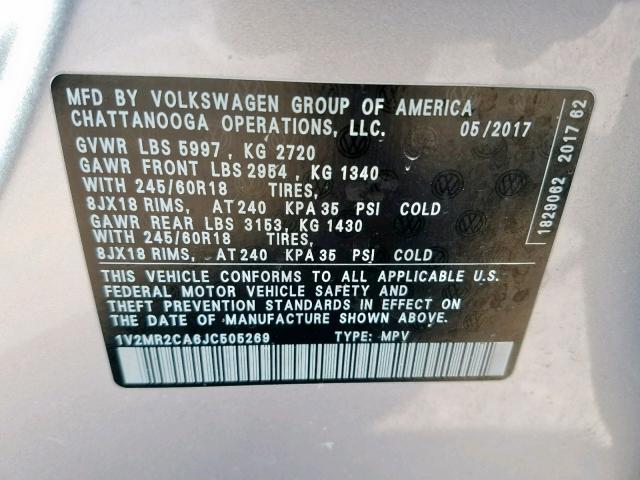 MFD BY VOLKSWAGEN GROUP OF AMERICA
CHATTANOOGA OPERATIONS, LLC. 05/2017
GVWR LBS 5997 , KG 2720
GAWR FRONT LBS 2954 , KG 1340
WITH 245/60R18 TIRES,
8JX18 RIMS, AT 240 KPA 35 PSI COLD
GAWR REAR LBS 3153, KG 1430
WITH 245/60R18 TIRES,
8JX18 RIMS, AT 240 KPA 35 PSI COLD
THIS VEHICLE CONFORMS TO ALL APPLICABLE U.S.
FEDERAL MOTOR VEHICLE SAFETY AND
THEFT PREVENTION STANDARDS IN EFFECT ON
THE DATE OF MANUFACTURE SHOWN ABOVE.
1V2MR2CA6JC505269 TYPE: MPV
1829062 2017 62